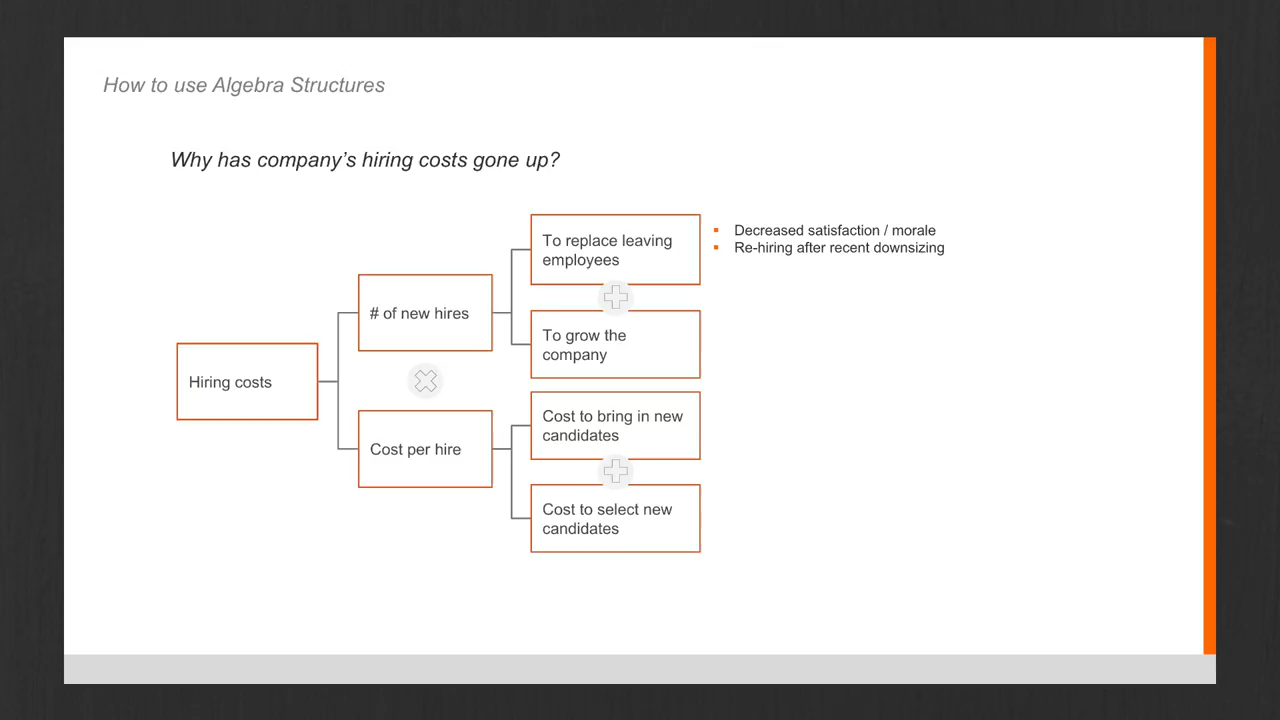 How to use Algebra Structures
Why has company's hiring costs gone up?
To replace leaving
employees
▪ Decreased satisfaction / morale
▪ Re-hiring after recent downsizing
# of new hires
To grow the
company
Hiring costs
Cost to bring in new
candidates
Cost per hire
Cost to select new
candidates